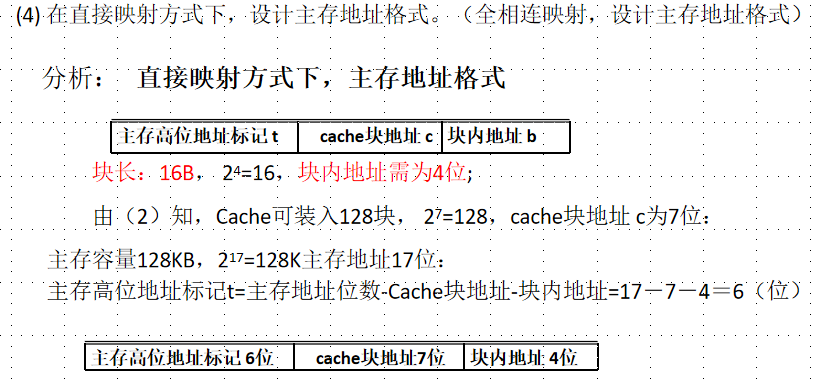 (4) 在直接映射方式下，设计主存地址格式。（全相连映射，设计主存地址格式）
分析： 直接映射方式下，主存地址格式
主存高位地址标记 t cache块地址 c 块内地址 b
块长：16B， 2⁴=16， 块内地址需为4位;
由（2）知，Cache可装入128块， 2⁷=128，cache块地址 c为7位：
主存容量128KB，2¹⁷=128K主存地址17位：
主存高位地址标记t=主存地址位数-Cache块地址-块内地址=17－7－4＝6（位）
主存高位地址标记 6位 cache块地址:7位 块内地址 4位